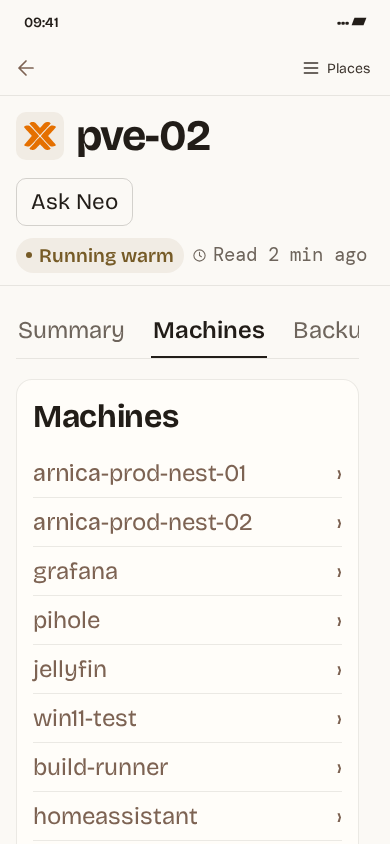 09:41
Places
pve-02
Ask Neo
Running warm
Read 2 min ago
Summary Machines Backu
Machines
arnica-prod-nest-01
arnica-prod-nest-02
grafana
pihole
jellyfin
win11-test
build-runner
homeassistant